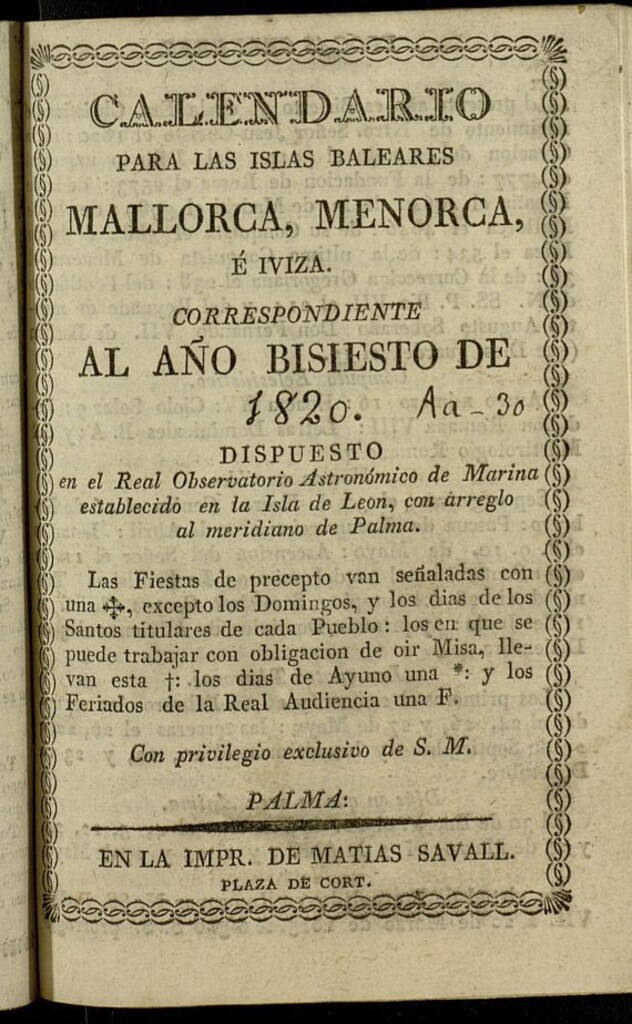 CALENDARIO
PARA LAS ISLAS BALEARES
MALLORCA, MENORCA,
É IVIZA.
CORRESPONDIENTE
AL AÑO BISIESTO DE
1820. Aa-30
DISPUESTO
en el Real Observatorio Astronómico de Marina
establecido en la Isla de Leon, con arreglo
al meridiano de Palma.
Las Fiestas de precepto van señaladas con
una ✠, excepto los Domingos, y los dias de los
Santos titulares de cada Pueblo: los en que se
puede trabajar con obligacion de oir Misa, lle-
van esta †: los dias de Ayuno una *: y los
Feriados de la Real Audiencia una F.
Con privilegio exclusivo de S. M.
PALMA:
EN LA IMPR. DE MATIAS SAVALL.
PLAZA DE CORT.